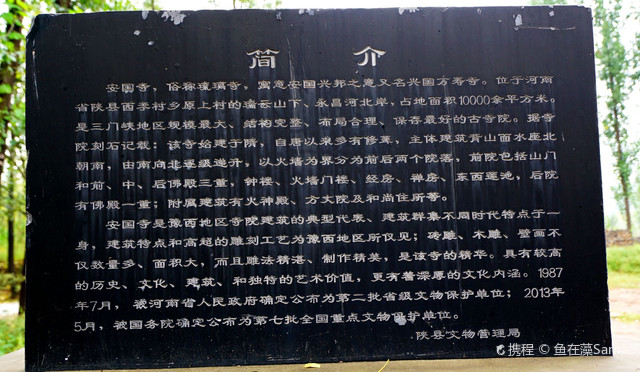 简 介
安国寺，俗称琉璃寺，寓意安国兴邦之意又名兴国万寿寺。位于河南
省陕县西李村乡原上村的瑞云山下、永昌河北岸。占地面积10000余平方米。
是三门峡地区规模最大、结构完整、布局合理、保存最好的古寺院。据寺
院刻石记载；该寺始建于隋，自唐以来多有修葺，主体建筑背山面水座北
朝南，由南向北逐级递升，以火墙为界分为前后两个院落，前院包括山门
和前、中、后佛殿三重，钟楼、火墙门楼、经房、禅房、东西莲池，后院
有佛殿一重；附属建筑有火神殿、方丈院及和尚住所等。
安国寺是豫西地区寺院建筑的典型代表、建筑群集不同时代特点于一
身，建筑特点和高超的雕刻工艺为豫西地区所仅见；砖雕、木雕、壁画不
仅数量多、面积大，而且雕法精湛、制作精美，是该寺的精华。具有较高
的历史、文化、建筑、和独特的艺术价值，更有着深厚的文化内涵。1987
年7月，被河南省人民政府确定公布为第二批省级文物保护单位；2013年
5月，被国务院确定公布为第七批全国重点文物保护单位。
陕县文物管理局
携程 © 鱼在藻San